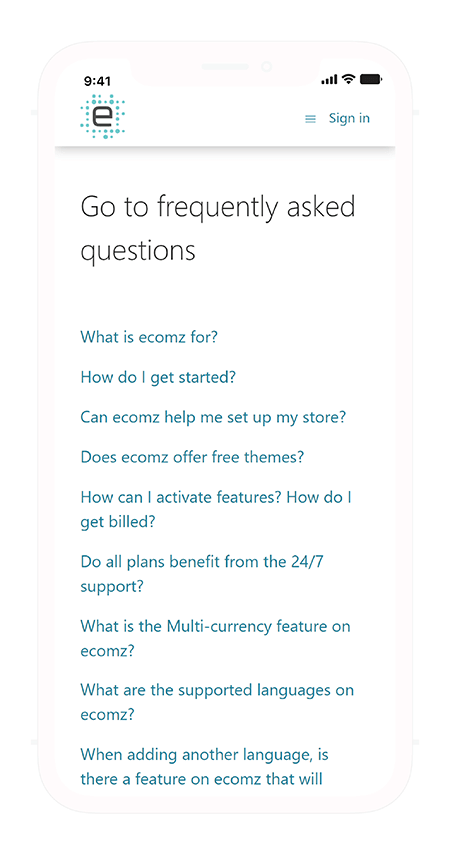 9:41
e
Sign in
Go to frequently asked
questions
What is ecomz for?
How do I get started?
Can ecomz help me set up my store?
Does ecomz offer free themes?
How can I activate features? How do I
get billed?
Do all plans benefit from the 24/7
support?
What is the Multi-currency feature on
ecomz?
What are the supported languages on
ecomz?
When adding another language, is
there a feature on ecomz that will